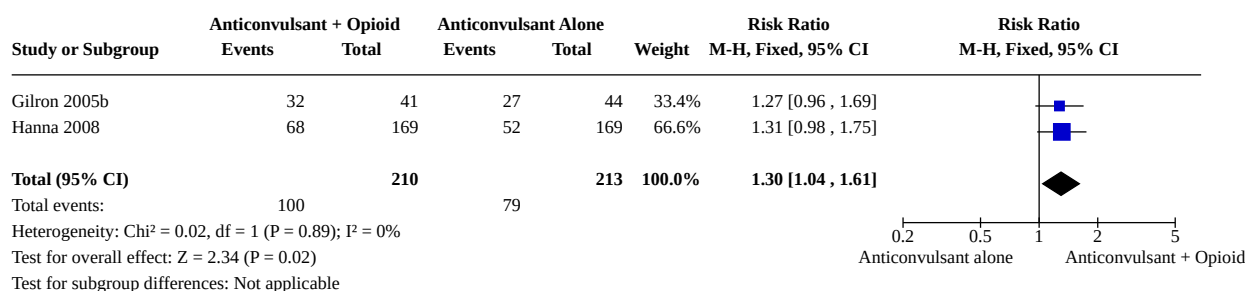 Anticonvulsant + Opioid Anticonvulsant Alone Risk Ratio Risk Ratio
Study or Subgroup Events Total Events Total Weight M-H, Fixed, 95% CI M-H, Fixed, 95% CI
Gilron 2005b 32 41 27 44 33.4% 1.27 [0.96 , 1.69]
Hanna 2008 68 169 52 169 66.6% 1.31 [0.98 , 1.75]
Total (95% CI) 210 213 100.0% 1.30 [1.04 , 1.61]
Total events: 100 79
Heterogeneity: Chi² = 0.02, df = 1 (P = 0.89); I² = 0%
0.2 0.5 1 2 5
Test for overall effect: Z = 2.34 (P = 0.02) Anticonvulsant alone Anticonvulsant + Opioid
Test for subgroup differences: Not applicable